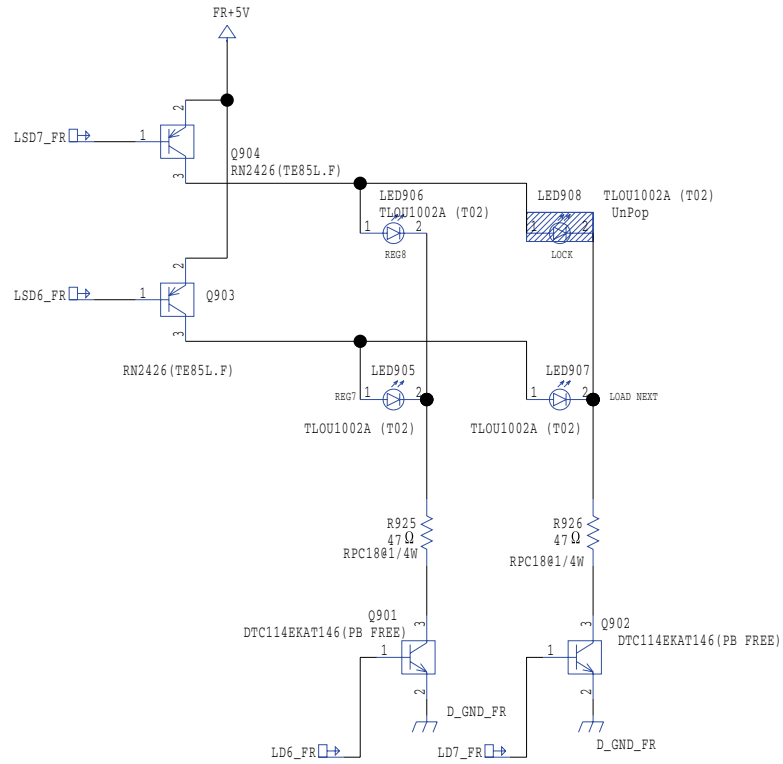 FR+5V
2
LSD7_FR
1
Q904
RN2426(TE85L.F)
3
LED906
TLOU1002A (T02)
1
2
REG8
LED908
TLOU1002A (T02)
UnPop
1
2
LOCK
2
LSD6_FR
1
Q903
3
RN2426(TE85L.F)
LED905
REG7
1
2
TLOU1002A (T02)
LED907
1
2
LOAD NEXT
TLOU1002A (T02)
R925
47Ω
RPC18@1/4W
R926
47Ω
RPC18@1/4W
Q901
3
DTC114EKAT146(PB FREE)
1
2
D_GND_FR
LD6_FR
Q902
3
DTC114EKAT146(PB FREE)
1
2
D_GND_FR
LD7_FR